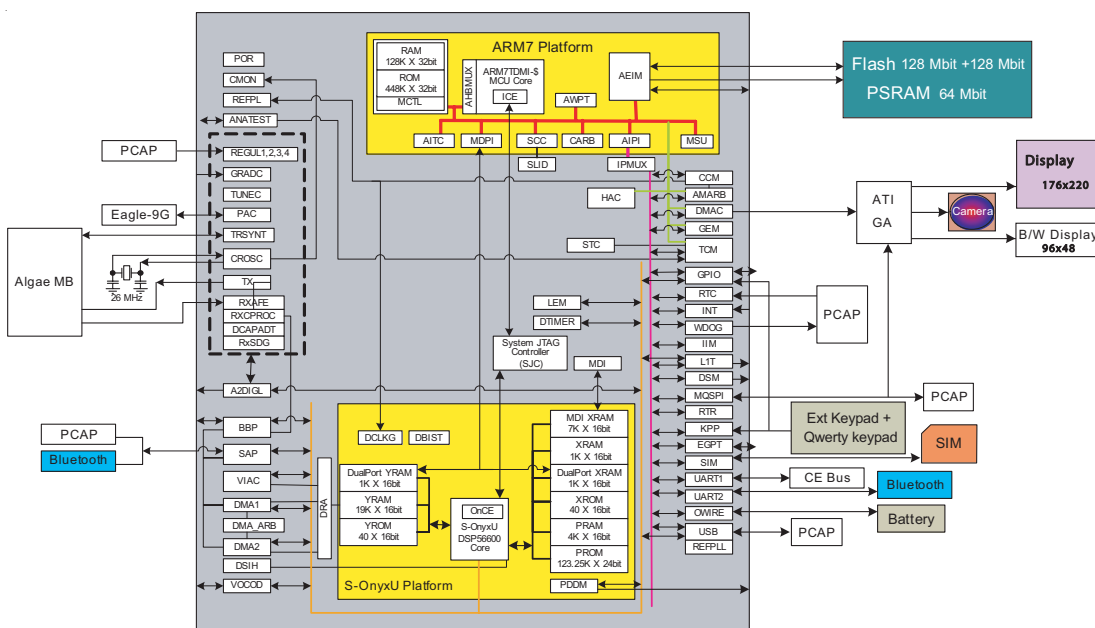 ARM7 Platform
RAM
128K X 32bit
ROM
448K X 32bit
MCTL
AHBMUX
ARM7TDMI-S
MCU Core
ICE
AWPT
AEIM
AITC
MDPI
SCC
CARB
AIPI
MSU
SLID
IPMUX
Flash 128 Mbit +128 Mbit
PSRAM 64 Mbit
POR
CMON
REFPL
ANATEST
REGUL1,2,3,4
GRADC
TUNEC
PAC
TRSYNT
CROSC
TX
RXAFE
RXCPROC
DCAPADT
RxSDG
A2DIGL
PCAP
Eagle-9G
Algae MB
26 MHz
HAC
STC
LEM
DTIMER
System JTAG
Controller
(SJC)
MDI
CCM
AMARB
DMAC
GEM
TCM
GPIO
RTC
INT
WDOG
IIM
L1T
DSM
MQSPI
RTR
KPP
EGPT
SIM
UART1
UART2
OWIRE
USB
REFPLL
ATI
GA
Display
176x220
Camera
B/W Display
96x48
PCAP
PCAP
Ext Keypad +
Qwerty keypad
SIM
CE Bus
Bluetooth
Battery
PCAP
PCAP
Bluetooth
BBP
SAP
VIAC
DMA1
DMA_ARB
DMA2
DSIH
VOCOD
DRA
DCLKG
DBIST
DualPort YRAM
1K X 16bit
YRAM
19K X 16bit
YROM
40 X 16bit
OnCE
S-OnyxU
DSP56600
Core
MDI XRAM
7K X 16bit
XRAM
1K X 16bit
DualPort XRAM
1K X 16bit
XROM
40 X 16bit
PRAM
4K X 16bit
PROM
123.25K X 24bit
PDDM
S-OnyxU Platform